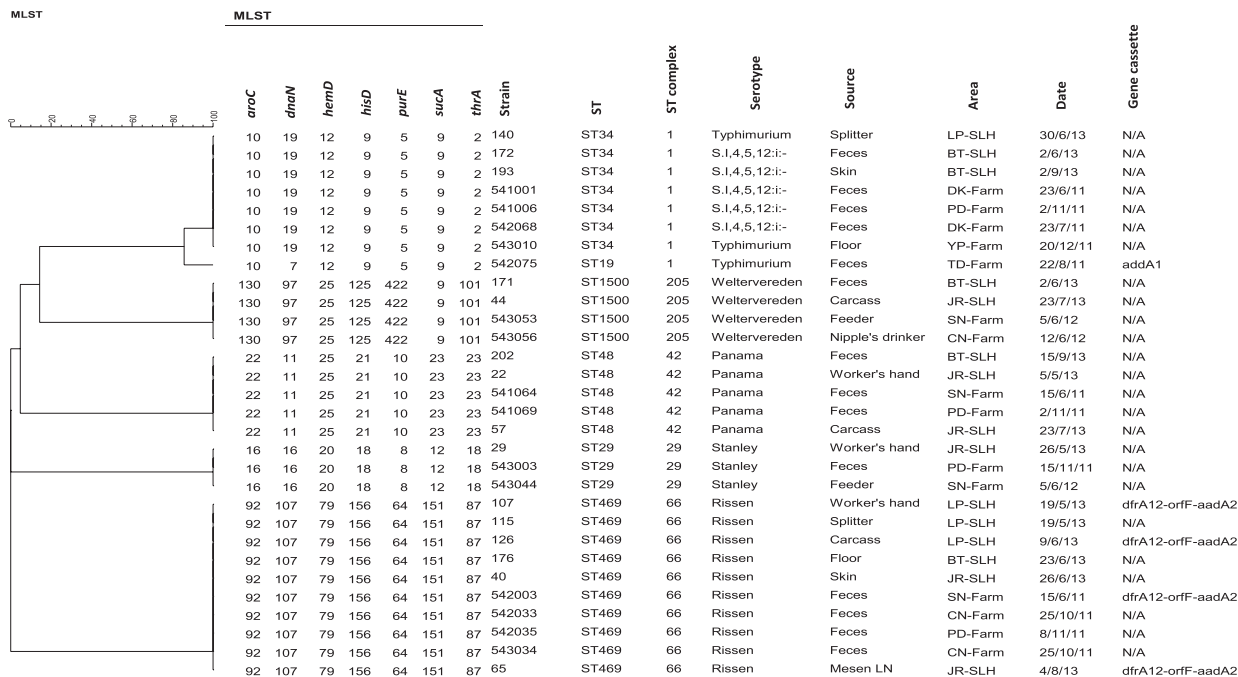 MLST MLST
aroC dnaN hemD hisD purE sucA thrA Strain ST ST complex Serotype Source Area Date Gene cassette
0 20 40 60 80 100
10 19 12 9 5 9 2 140 ST34 1 Typhimurium Splitter LP-SLH 30/6/13 N/A
10 19 12 9 5 9 2 172 ST34 1 S.I,4,5,12:i:- Feces BT-SLH 2/6/13 N/A
10 19 12 9 5 9 2 193 ST34 1 S.I,4,5,12:i:- Skin BT-SLH 2/9/13 N/A
10 19 12 9 5 9 2 541001 ST34 1 S.I,4,5,12:i:- Feces DK-Farm 23/6/11 N/A
10 19 12 9 5 9 2 541006 ST34 1 S.I,4,5,12:i:- Feces PD-Farm 2/11/11 N/A
10 19 12 9 5 9 2 542068 ST34 1 S.I,4,5,12:i:- Feces DK-Farm 23/7/11 N/A
10 19 12 9 5 9 2 543010 ST34 1 Typhimurium Floor YP-Farm 20/12/11 N/A
10 7 12 9 5 9 2 542075 ST19 1 Typhimurium Feces TD-Farm 22/8/11 addA1
130 97 25 125 422 9 101 171 ST1500 205 Weltervereden Feces BT-SLH 2/6/13 N/A
130 97 25 125 422 9 101 44 ST1500 205 Weltervereden Carcass JR-SLH 23/7/13 N/A
130 97 25 125 422 9 101 543053 ST1500 205 Weltervereden Feeder SN-Farm 5/6/12 N/A
130 97 25 125 422 9 101 543056 ST1500 205 Weltervereden Nipple's drinker CN-Farm 12/6/12 N/A
22 11 25 21 10 23 23 202 ST48 42 Panama Feces BT-SLH 15/9/13 N/A
22 11 25 21 10 23 23 22 ST48 42 Panama Worker's hand JR-SLH 5/5/13 N/A
22 11 25 21 10 23 23 541064 ST48 42 Panama Feces SN-Farm 15/6/11 N/A
22 11 25 21 10 23 23 541069 ST48 42 Panama Feces PD-Farm 2/11/11 N/A
22 11 25 21 10 23 23 57 ST48 42 Panama Carcass JR-SLH 23/7/13 N/A
16 16 20 18 8 12 18 29 ST29 29 Stanley Worker's hand JR-SLH 26/5/13 N/A
16 16 20 18 8 12 18 543003 ST29 29 Stanley Feces PD-Farm 15/11/11 N/A
16 16 20 18 8 12 18 543044 ST29 29 Stanley Feeder SN-Farm 5/6/12 N/A
92 107 79 156 64 151 87 107 ST469 66 Rissen Worker's hand LP-SLH 19/5/13 dfrA12-orfF-aadA2
92 107 79 156 64 151 87 115 ST469 66 Rissen Splitter LP-SLH 19/5/13 N/A
92 107 79 156 64 151 87 126 ST469 66 Rissen Carcass LP-SLH 9/6/13 dfrA12-orfF-aadA2
92 107 79 156 64 151 87 176 ST469 66 Rissen Floor BT-SLH 23/6/13 N/A
92 107 79 156 64 151 87 40 ST469 66 Rissen Skin JR-SLH 26/6/13 N/A
92 107 79 156 64 151 87 542003 ST469 66 Rissen Feces SN-Farm 15/6/11 dfrA12-orfF-aadA2
92 107 79 156 64 151 87 542033 ST469 66 Rissen Feces CN-Farm 25/10/11 N/A
92 107 79 156 64 151 87 542035 ST469 66 Rissen Feces PD-Farm 8/11/11 N/A
92 107 79 156 64 151 87 543034 ST469 66 Rissen Feces CN-Farm 25/10/11 N/A
92 107 79 156 64 151 87 65 ST469 66 Rissen Mesen LN JR-SLH 4/8/13 dfrA12-orfF-aadA2